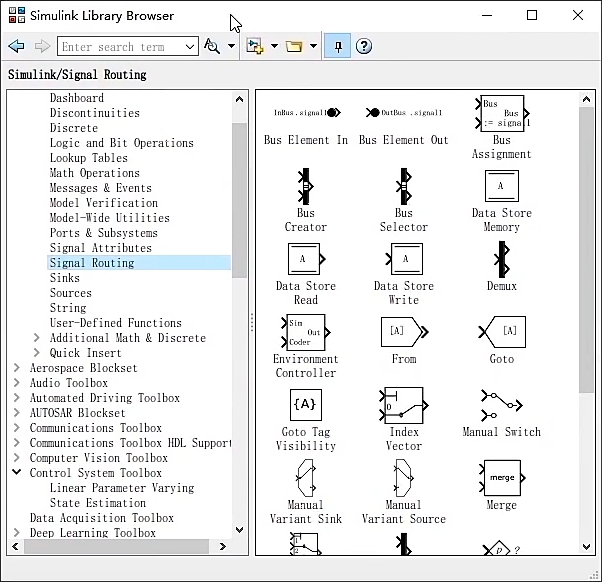 Simulink Library Browser
Enter search term
Simulink/Signal Routing
Dashboard
Discontinuities
Discrete
Logic and Bit Operations
Lookup Tables
Math Operations
Messages & Events
Model Verification
Model-Wide Utilities
Ports & Subsystems
Signal Attributes
Signal Routing
Sinks
Sources
String
User-Defined Functions
Additional Math & Discrete
Quick Insert
Aerospace Blockset
Audio Toolbox
Automated Driving Toolbox
AUTOSAR Blockset
Communications Toolbox
Communications Toolbox HDL Support
Computer Vision Toolbox
Control System Toolbox
Linear Parameter Varying
State Estimation
Data Acquisition Toolbox
Deep Learning Toolbox
InBus.signal1
OutBus.signal1
Bus
Bus
:= signal
Bus Element In
Bus Element Out
Bus
Assignment
A
Bus
Creator
Bus
Selector
Data Store
Memory
A
A
Data Store
Read
Data Store
Write
Demux
Sim
Out
Coder
[A]
[A]
Environment
Controller
From
Goto
{A}
0
Goto Tag
Visibility
Index
Vector
Manual Switch
merge
Manual
Variant Sink
Manual
Variant Source
Merge
1
2
p ?